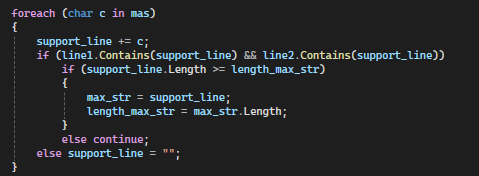 foreach (char c in mas)
{
    support_line += c;
    if (line1.Contains(support_line) && line2.Contains(support_line))
        if (support_line.Length >= length_max_str)
        {
            max_str = support_line;
            length_max_str = max_str.Length;
        }
        else continue;
    else support_line = "";
}